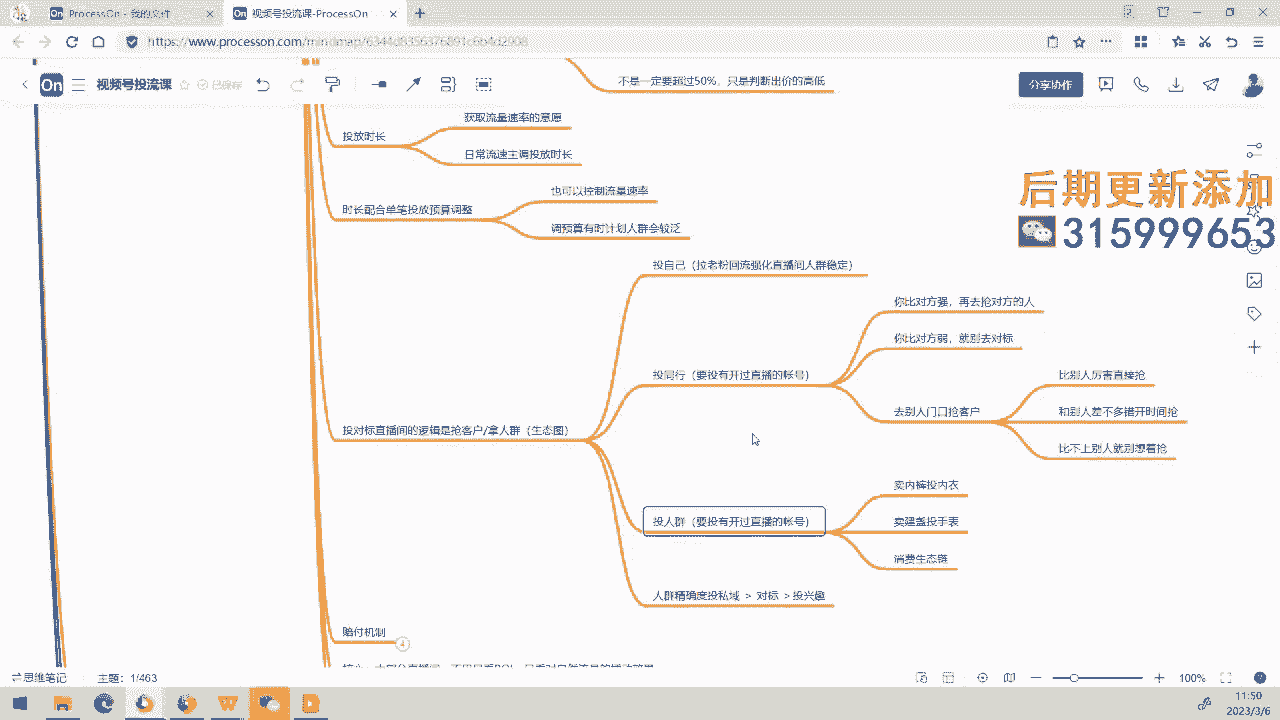 ProcessOn - 我的文件
视频号投流课-ProcessOn
On
视频号投流课
已保存
分享协作
不是一定要超过50%，只是判断出价的高低
获取流量速率的意愿
投放时长
日常流速主调投放时长
也可以控制流量速率
时长配合单笔投放预算调整
调预算有时计划人群会较泛
后期更新添加
315999653
投自己（拉老粉回流强化直播间人群稳定）
你比对方强，再去抢对方的人
你比对方弱，就别去对标
投同行（要投有开过直播的帐号）
比别人厉害直接抢
去别人门口抢客户
和别人差不多错开时间抢
投对标直播间的逻辑是抢客户/拿人群（生态圈）
比不上别人就别想着抢
卖内裤投内衣
投人群（要投有开过直播的帐号）
卖建盏投手表
消费生态链
人群精确度投私域 > 对标 >投兴趣
赔付机制
4
思维笔记
主题：1/463
100%
11:50
2023/3/6